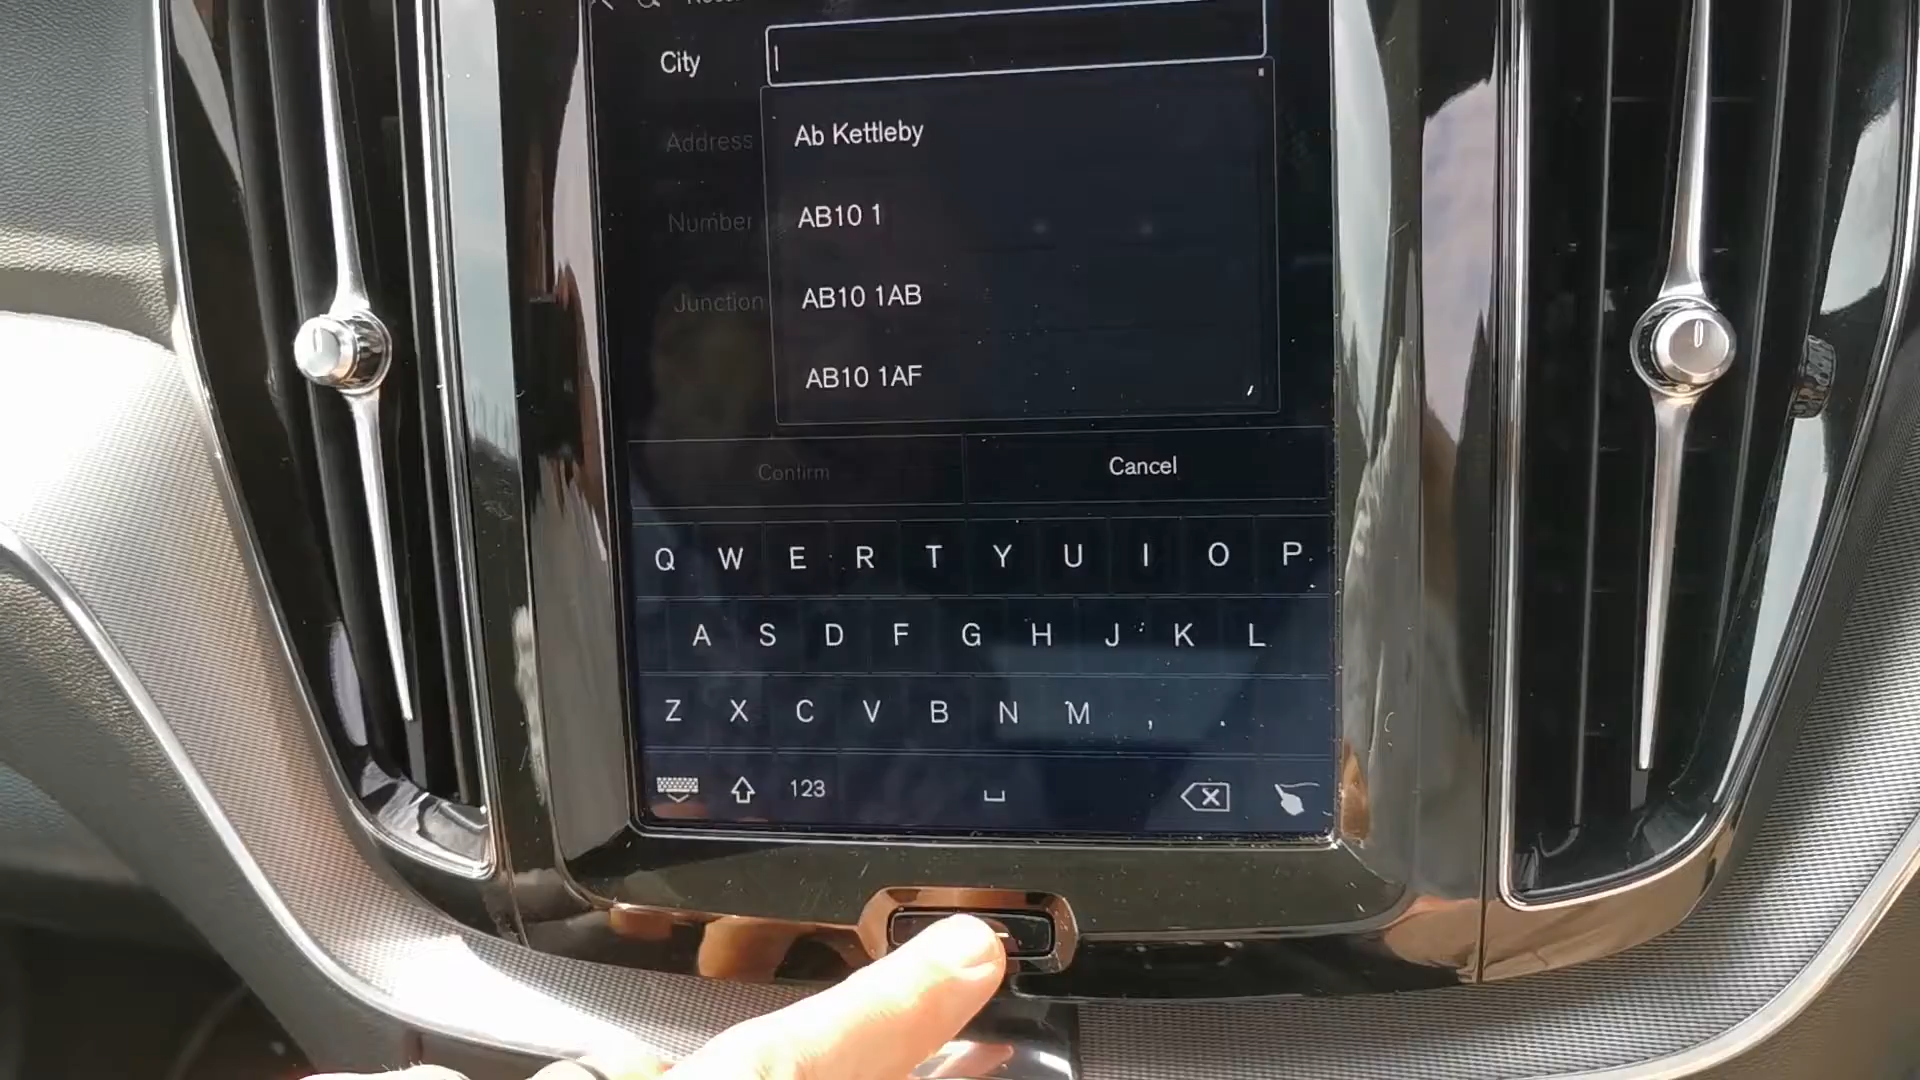 City
Address
Ab Kettleby
Number
AB10 1
Junction
AB10 1AB
AB10 1AF
Confirm
Cancel
Q W E R T Y U I O P
A S D F G H J K L
Z X C V B N M , .
123